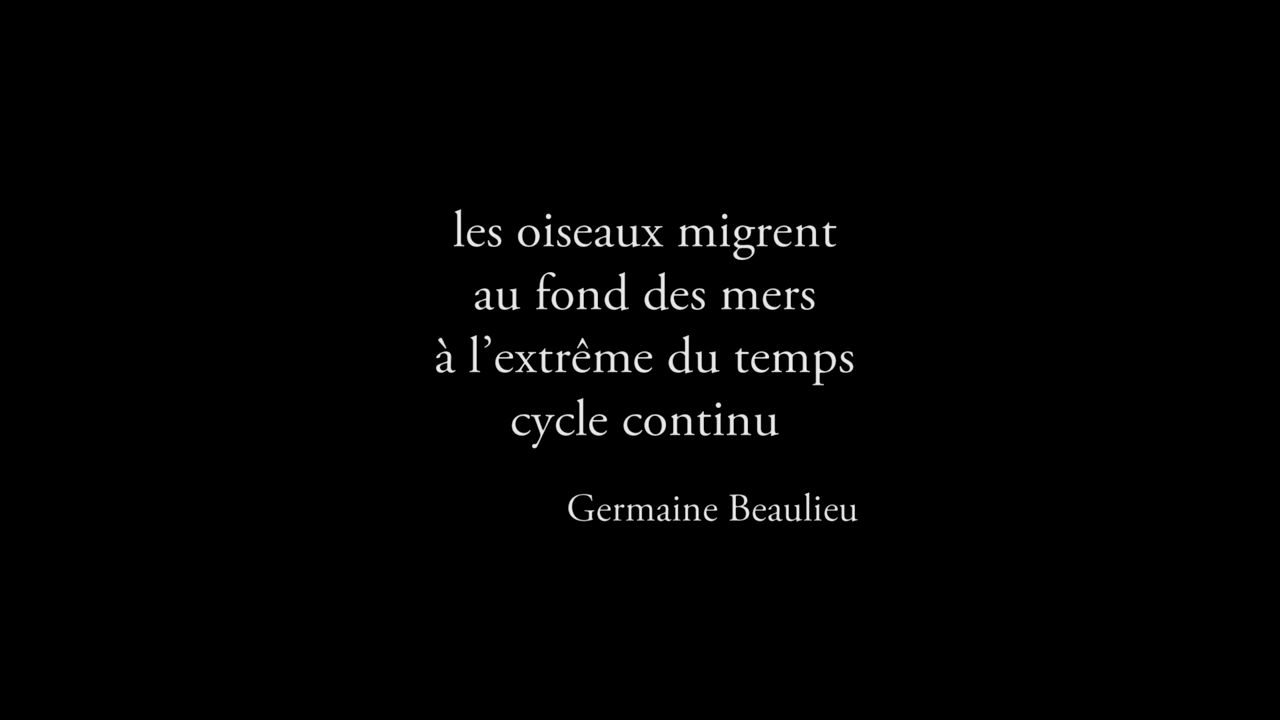 les oiseaux migrent
au fond des mers
à l’extrême du temps
cycle continu
Germaine Beaulieu